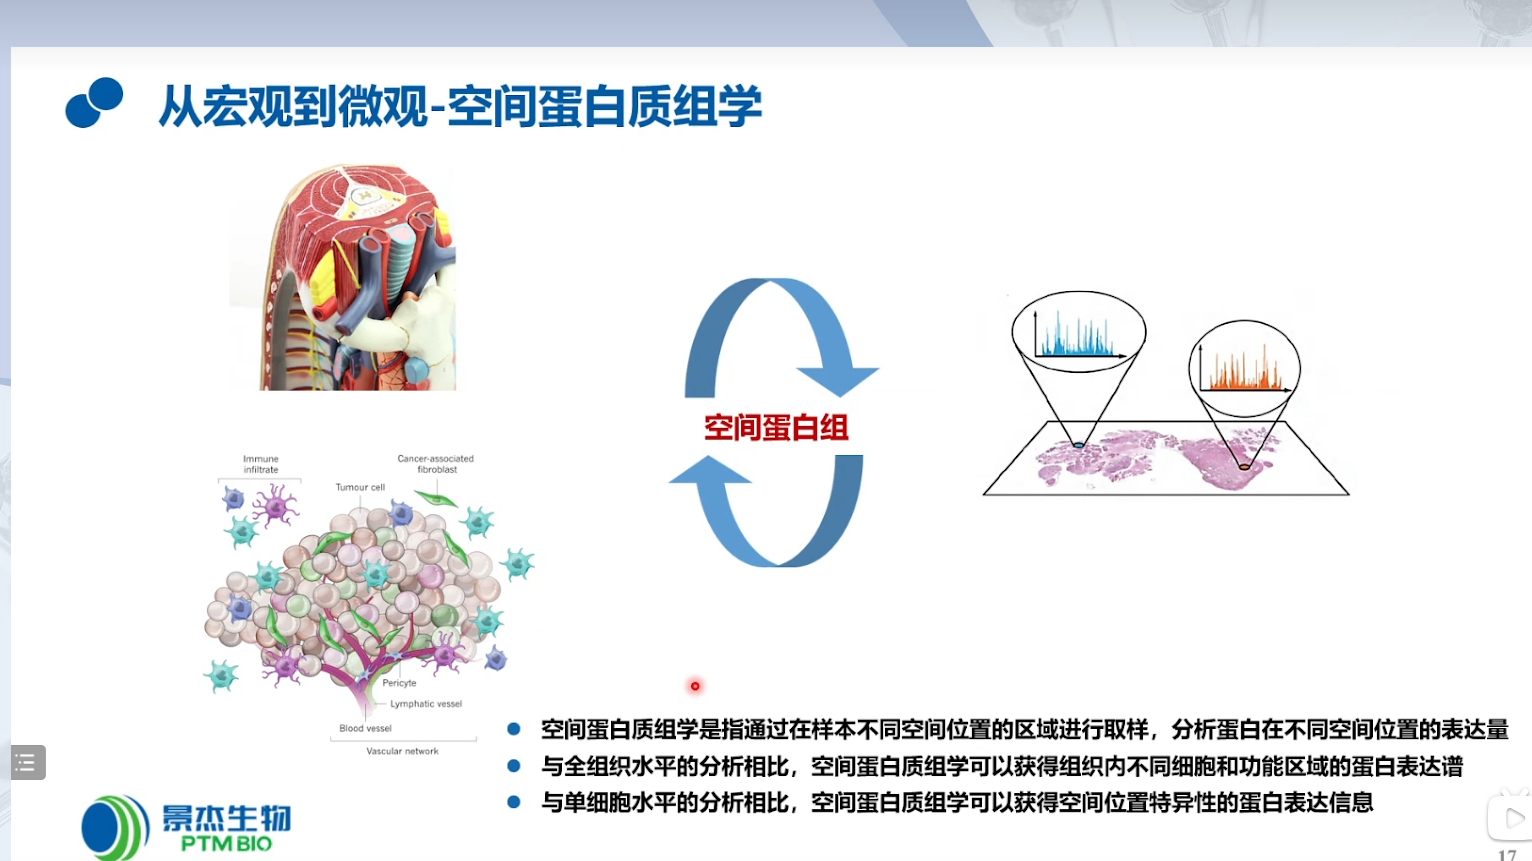 从宏观到微观-空间蛋白质组学
空间蛋白组
Immune
infiltrate
Cancer-associated
fibroblast
Tumour cell
Pericyte
Lymphatic vessel
Blood vessel
Vascular network
空间蛋白质组学是指通过在样本不同空间位置的区域进行取样，分析蛋白在不同空间位置的表达量
与全组织水平的分析相比，空间蛋白质组学可以获得组织内不同细胞和功能区域的蛋白表达谱
与单细胞水平的分析相比，空间蛋白质组学可以获得空间位置特异性的蛋白表达信息
景杰生物
PTM BIO
17